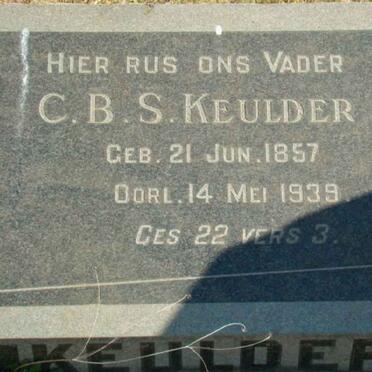 HIER RUS ONS VADER
C.B.S. KEULDER
GEB. 21 JUN. 1857
OORL. 14 MEI 1939
GES 22 VERS 3.
KEULDER